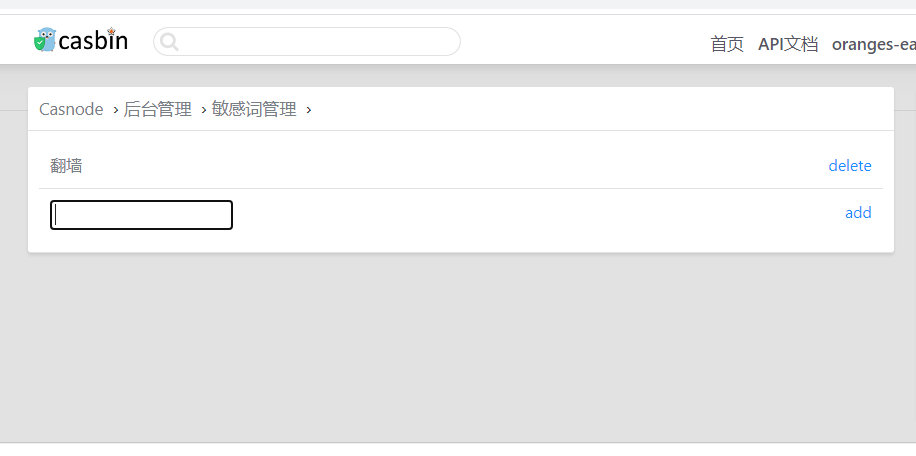 casbin
首页 API文档 oranges-ea
Casnode › 后台管理 › 敏感词管理 ›
翻墙 delete
add